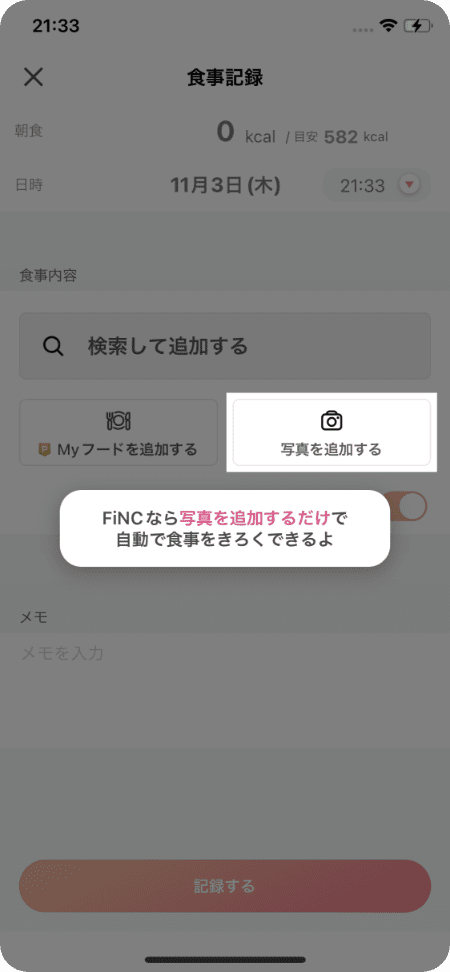 21:33
食事記録
朝食
0 kcal / 目安 582 kcal
日時
11月3日(木)
21:33
食事内容
検索して追加する
P Myフードを追加する
写真を追加する
FiNCなら写真を追加するだけで
自動で食事をきろくできるよ
メモ
メモを入力
記録する